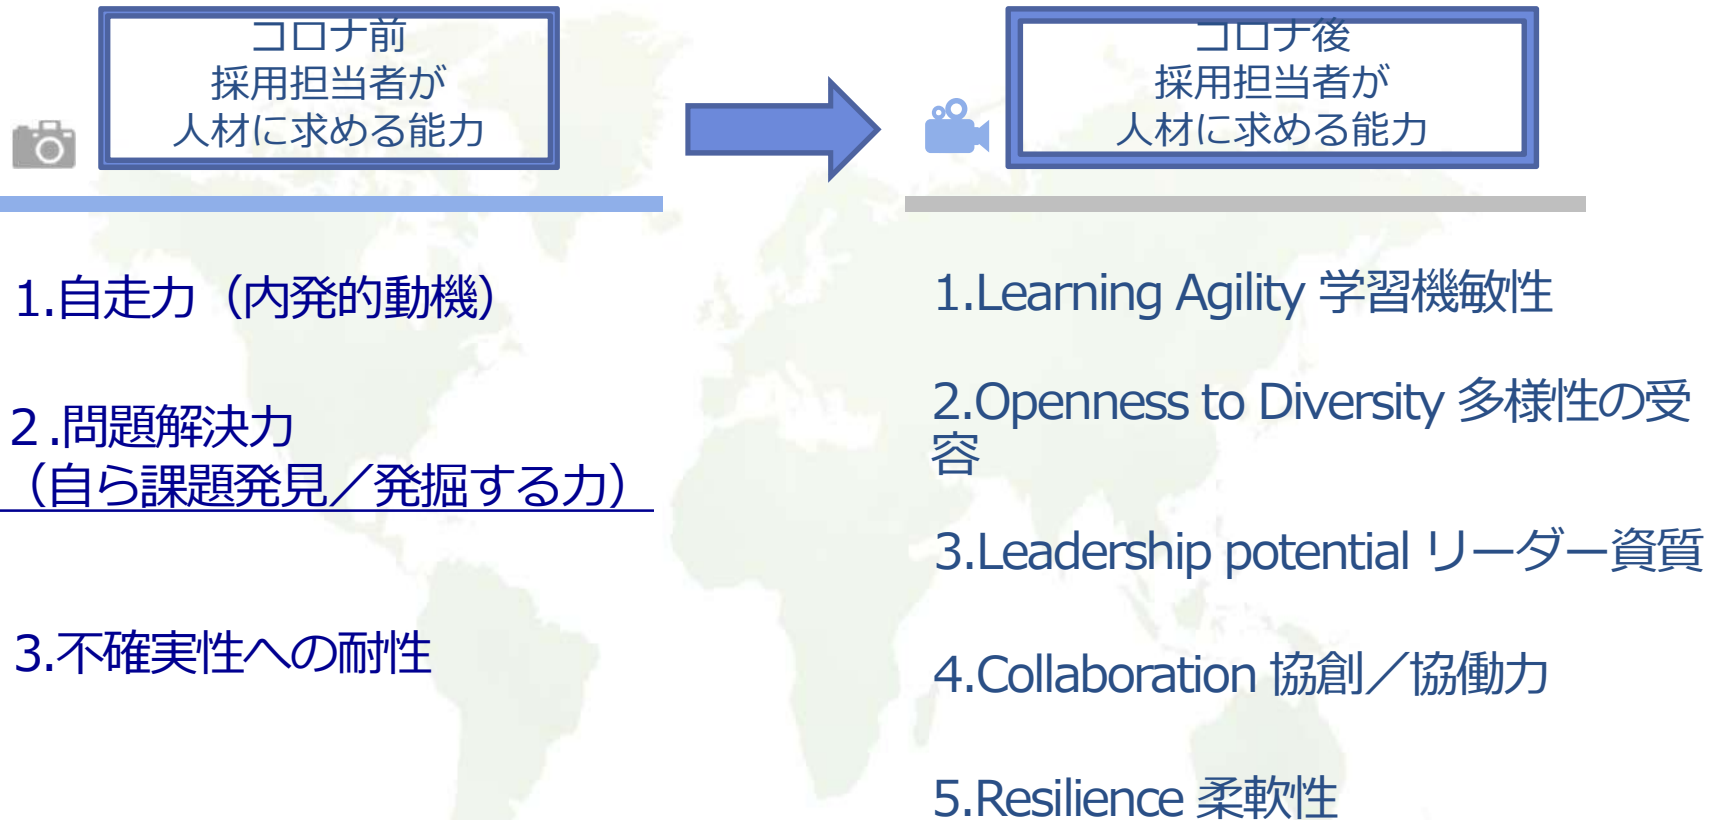 コロナ前
採用担当者が
人材に求める能力
コロナ後
採用担当者が
人材に求める能力
1.自走力（内発的動機）
２.問題解決力
（自ら課題発見／発掘する力）
3.不確実性への耐性
1.Learning Agility 学習機敏性
2.Openness to Diversity 多様性の受
容
3.Leadership potential リーダー資質
4.Collaboration 協創／協働力
5.Resilience 柔軟性